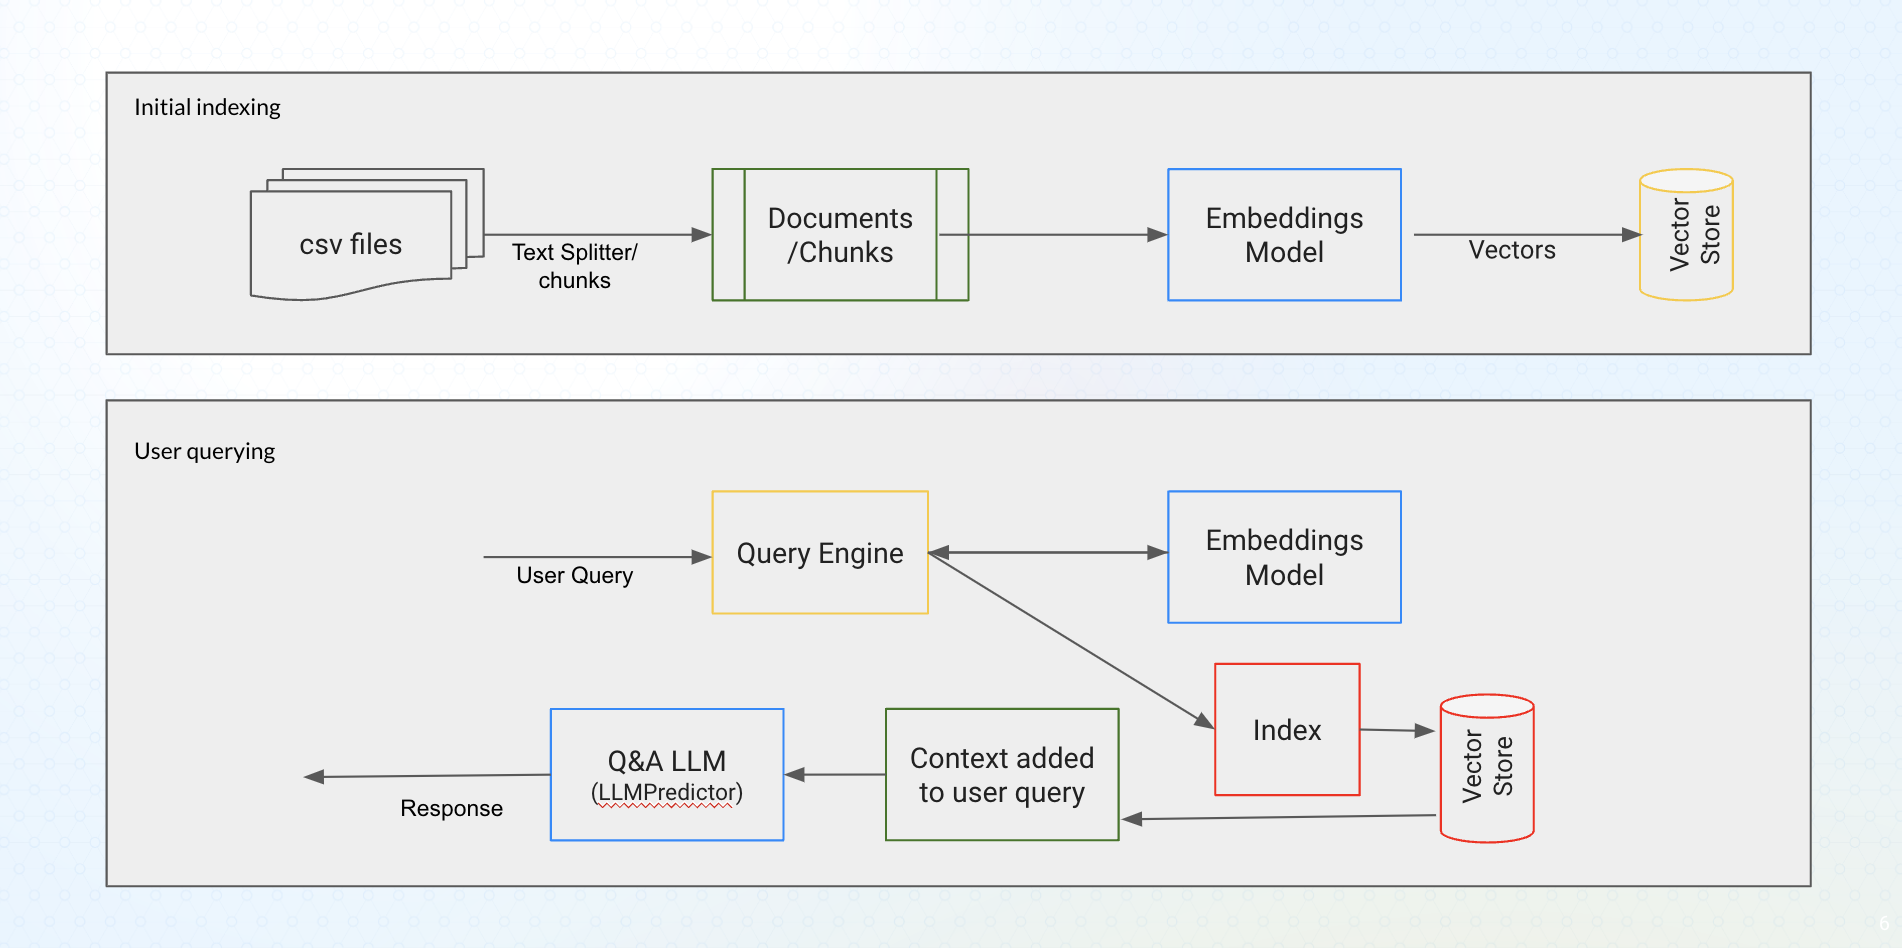 Initial indexing
csv files
Text Splitter/
chunks
Documents
/Chunks
Embeddings
Model
Vectors
Vector
Store
User querying
User Query
Query Engine
Embeddings
Model
Index
Vector
Store
Context added
to user query
Q&A LLM
(LLMPredictor)
Response
6